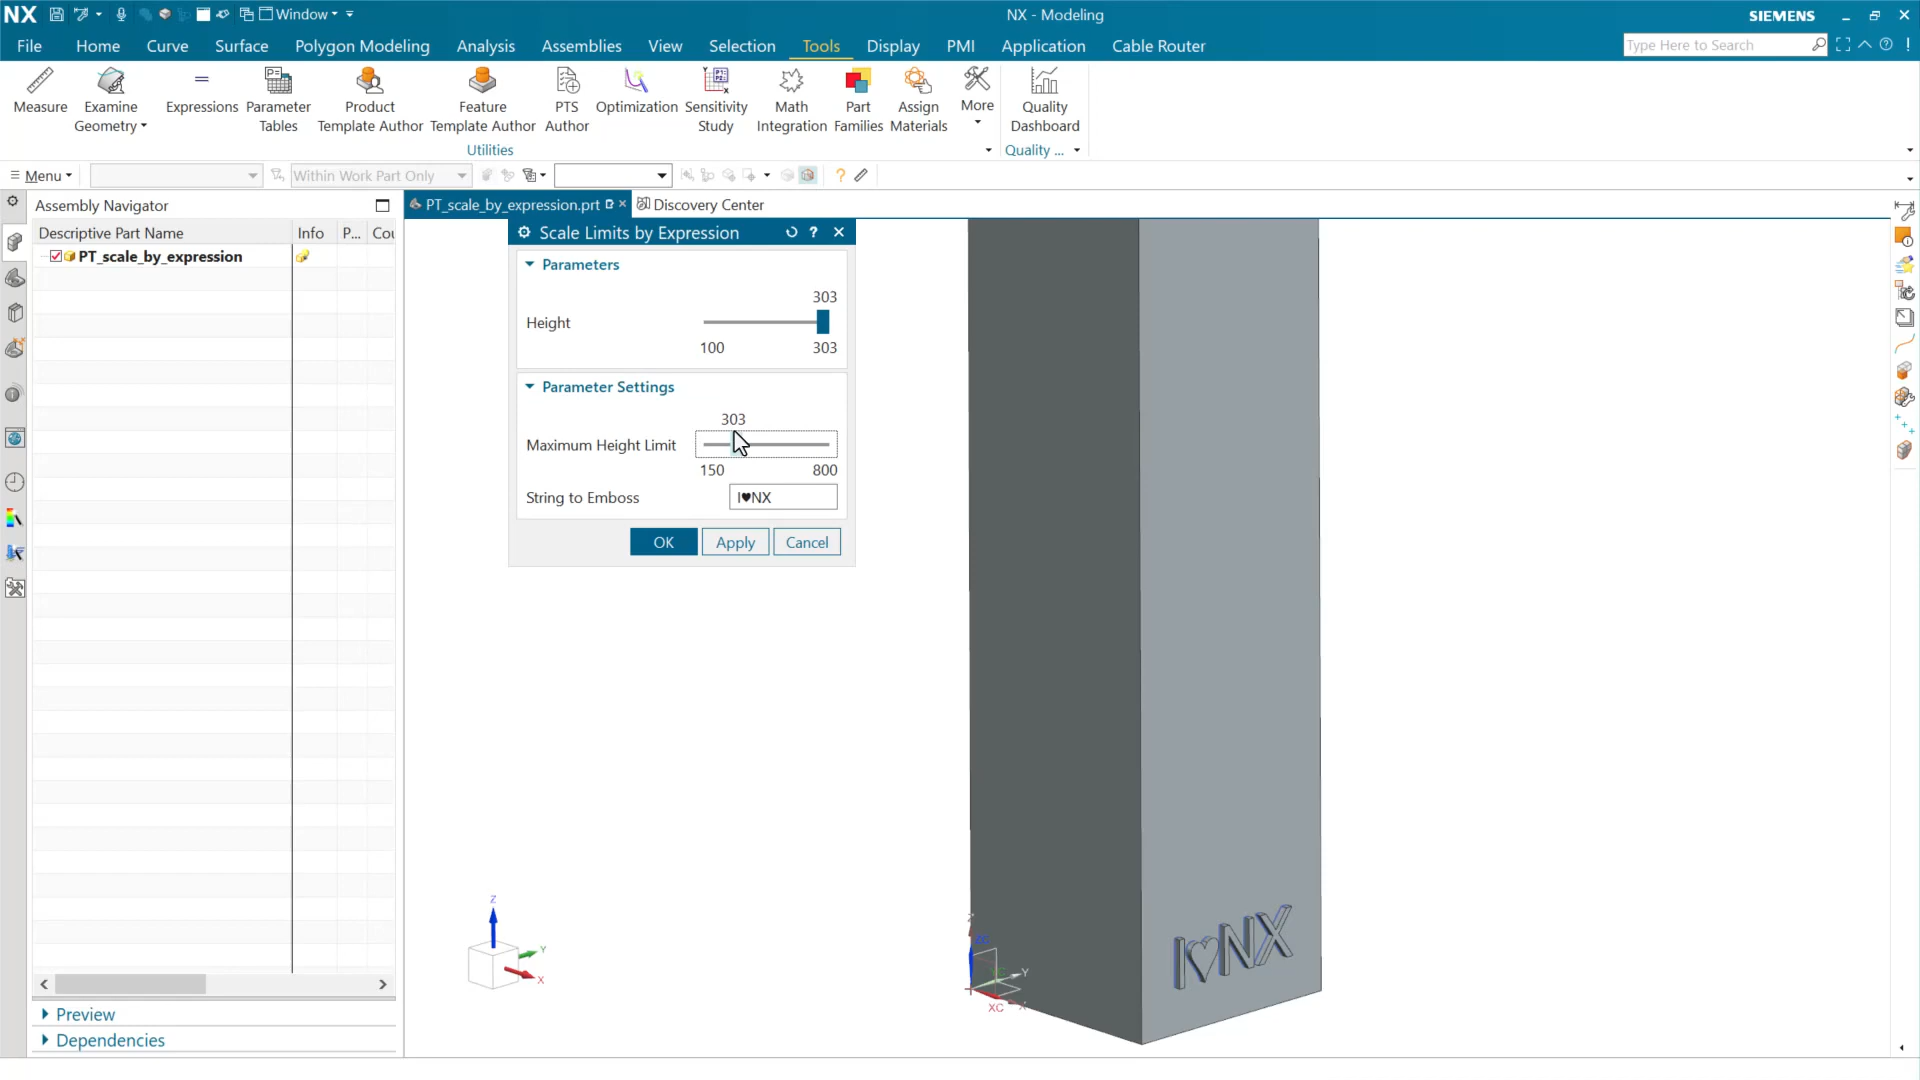 NX Window NX - Modeling SIEMENS
File Home Curve Surface Polygon Modeling Analysis Assemblies View Selection Tools Display PMI Application Cable Router Type Here to Search
Measure Examine Geometry Expressions Parameter Tables Product Template Author Feature Template Author PTS Author Optimization Sensitivity Study Math Integration Part Families Assign Materials More Quality Dashboard
Utilities Quality ...
Menu Within Work Part Only
Assembly Navigator PT_scale_by_expression.prt Discovery Center
Descriptive Part Name Info P... Cou
PT_scale_by_expression
Scale Limits by Expression
Parameters
303
Height
100 303
Parameter Settings
303
Maximum Height Limit
150 800
String to Emboss I♥NX
OK Apply Cancel
I♥NX
Z
Y
X
ZC
YC
Y
XC
Preview
Dependencies